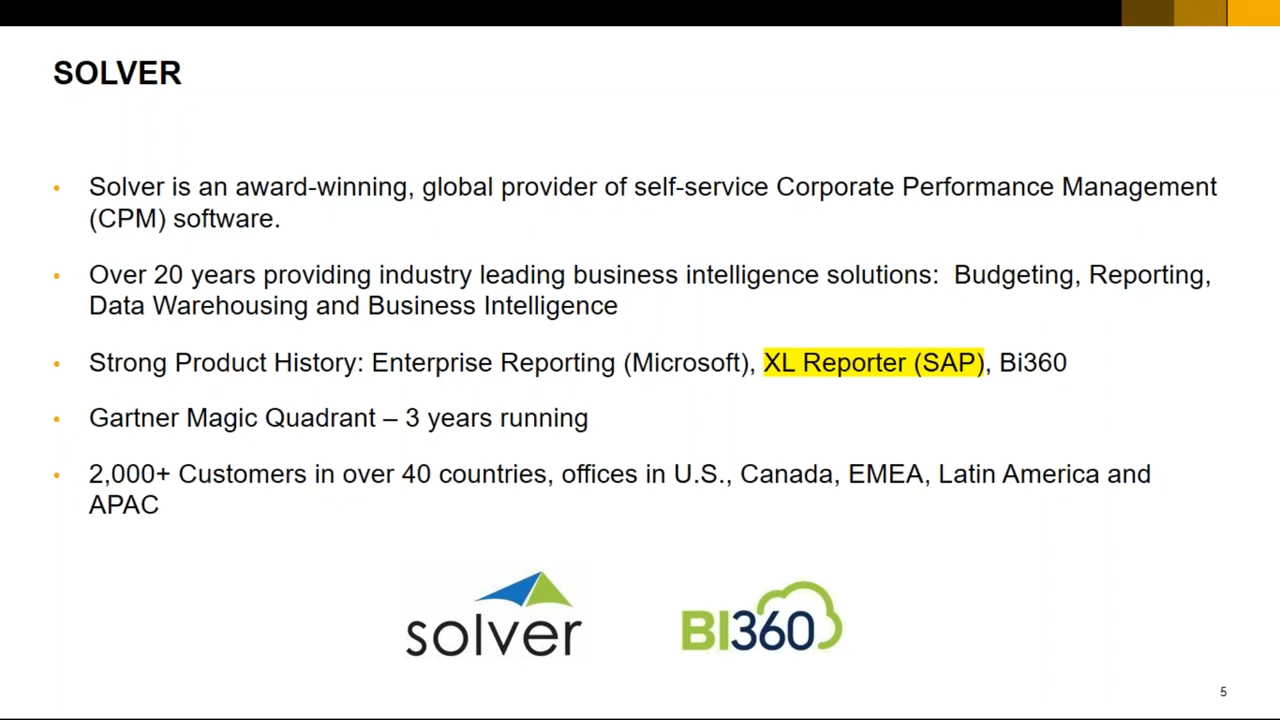 SOLVER
• Solver is an award-winning, global provider of self-service Corporate Performance Management
(CPM) software.
• Over 20 years providing industry leading business intelligence solutions:  Budgeting, Reporting,
Data Warehousing and Business Intelligence
• Strong Product History: Enterprise Reporting (Microsoft), XL Reporter (SAP), Bi360
• Gartner Magic Quadrant – 3 years running
• 2,000+ Customers in over 40 countries, offices in U.S., Canada, EMEA, Latin America and
APAC
solver
BI360
5